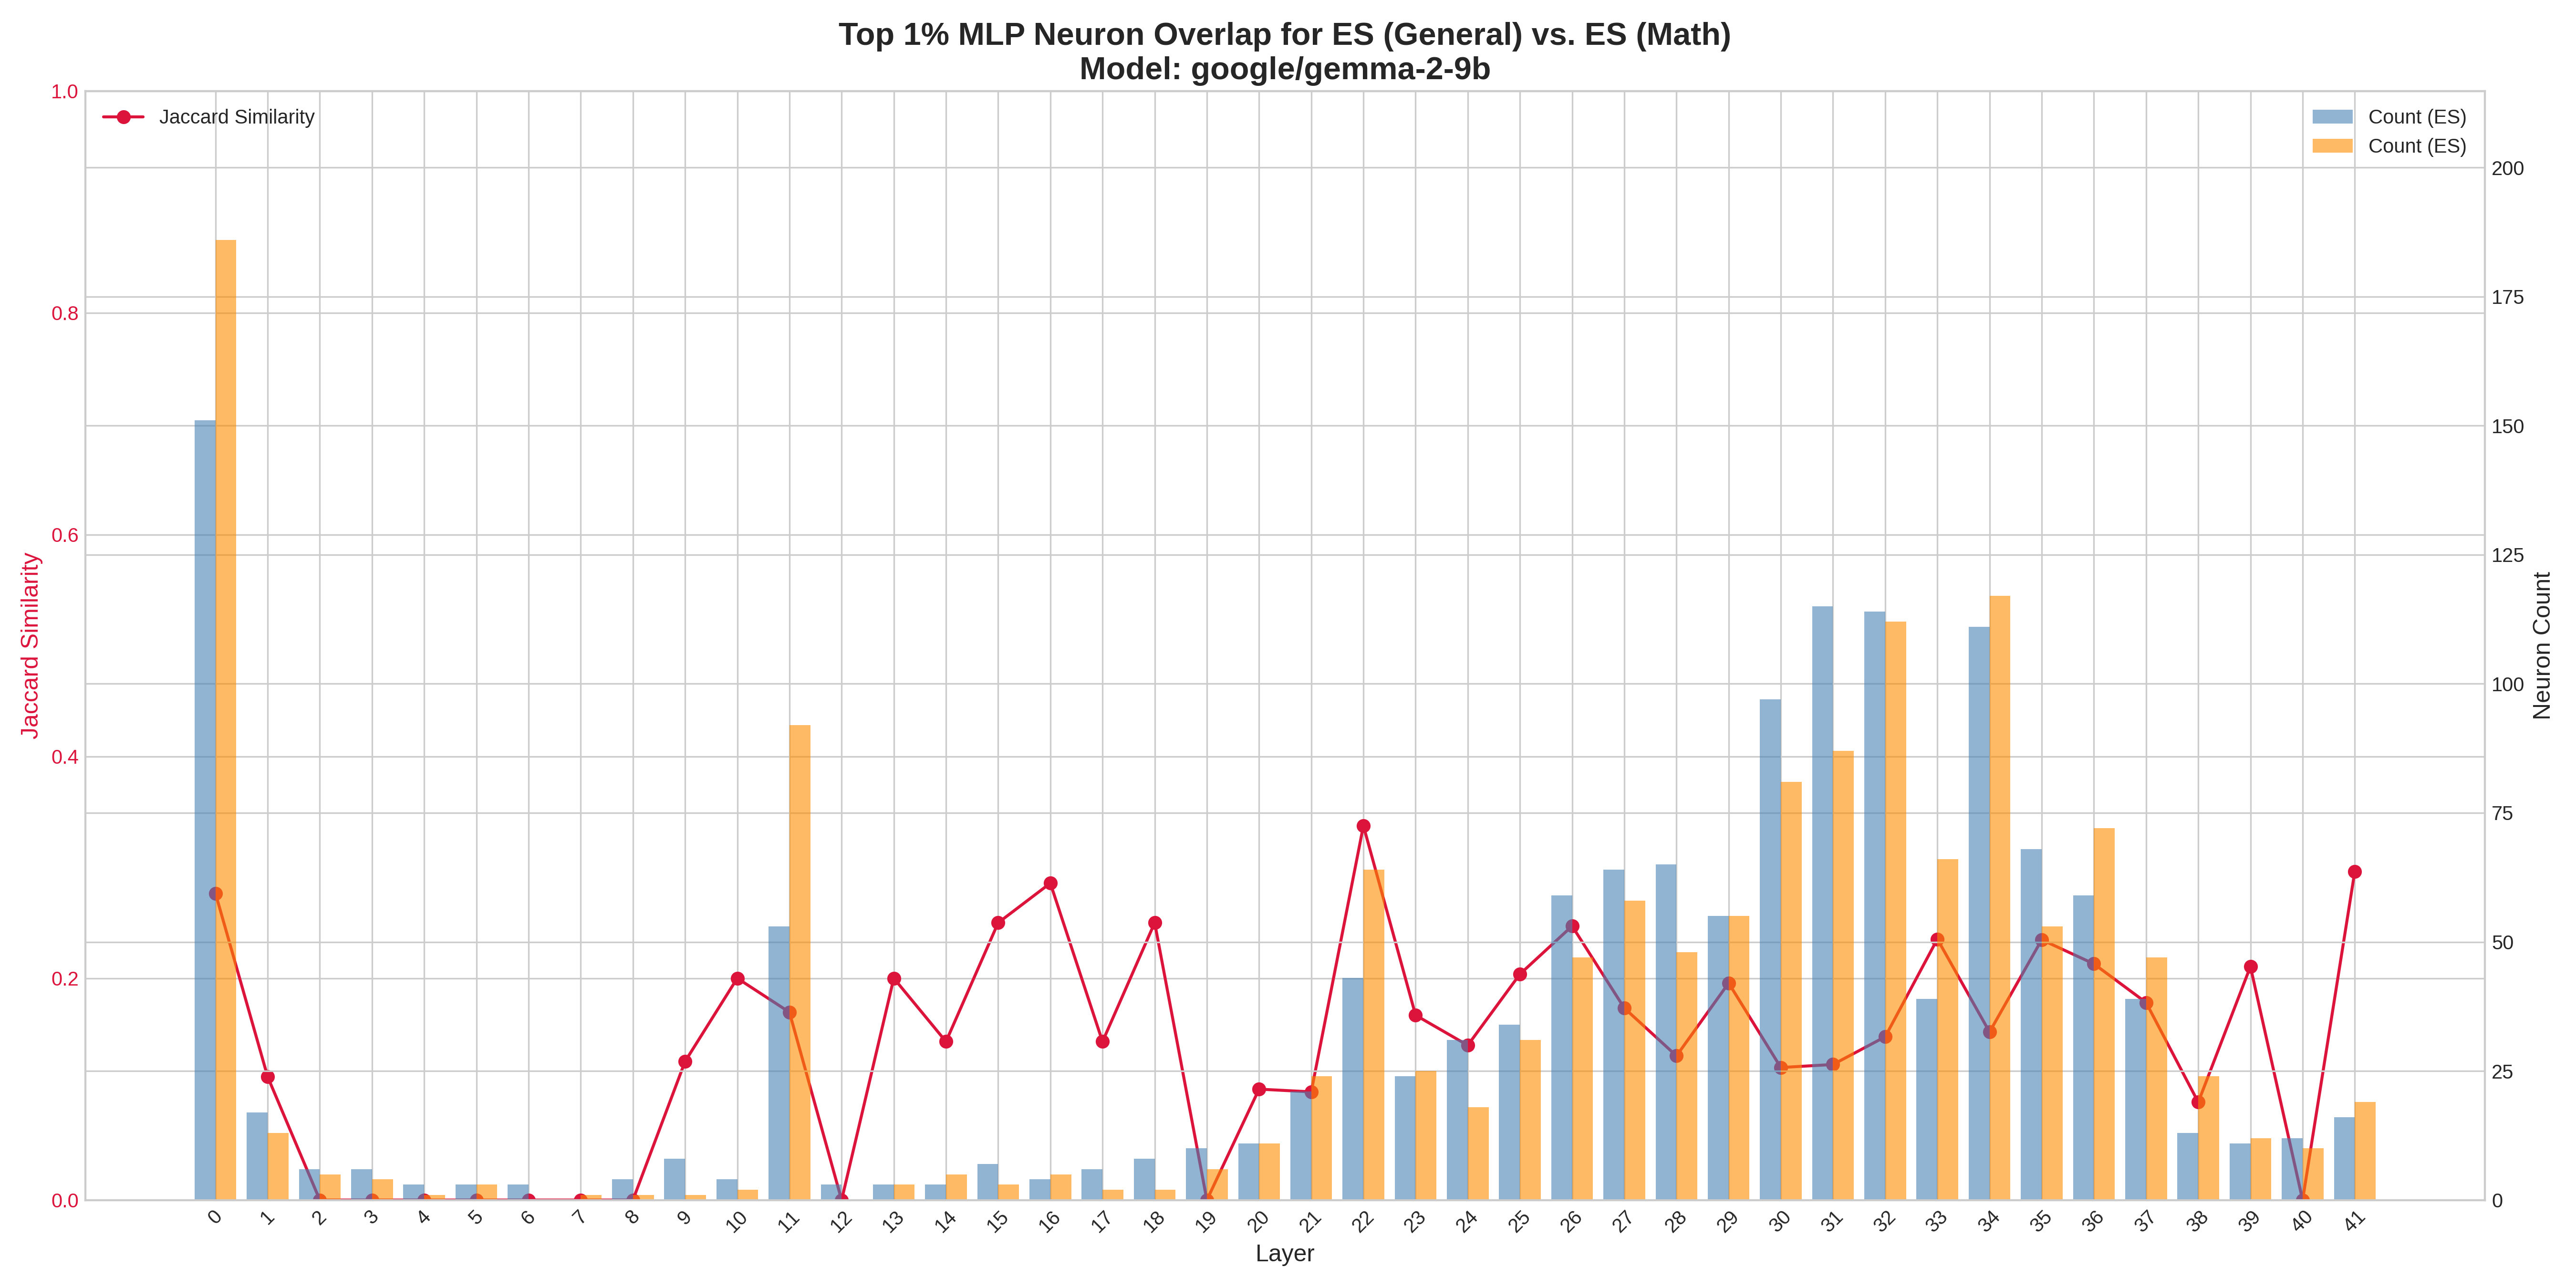 Top 1% MLP Neuron Overlap for ES (General) vs. ES (Math)
Model: google/gemma-2-9b
Jaccard Similarity
Count (ES)
Count (ES)
1.0
0.8
0.6
0.4
0.2
0.0
Jaccard Similarity
200
175
150
125
100
75
50
25
0
Neuron Count
0 1 2 3 4 5 6 7 8 9 10 11 12 13 14 15 16 17 18 19 20 21 22 23 24 25 26 27 28 29 30 31 32 33 34 35 36 37 38 39 40 41
Layer